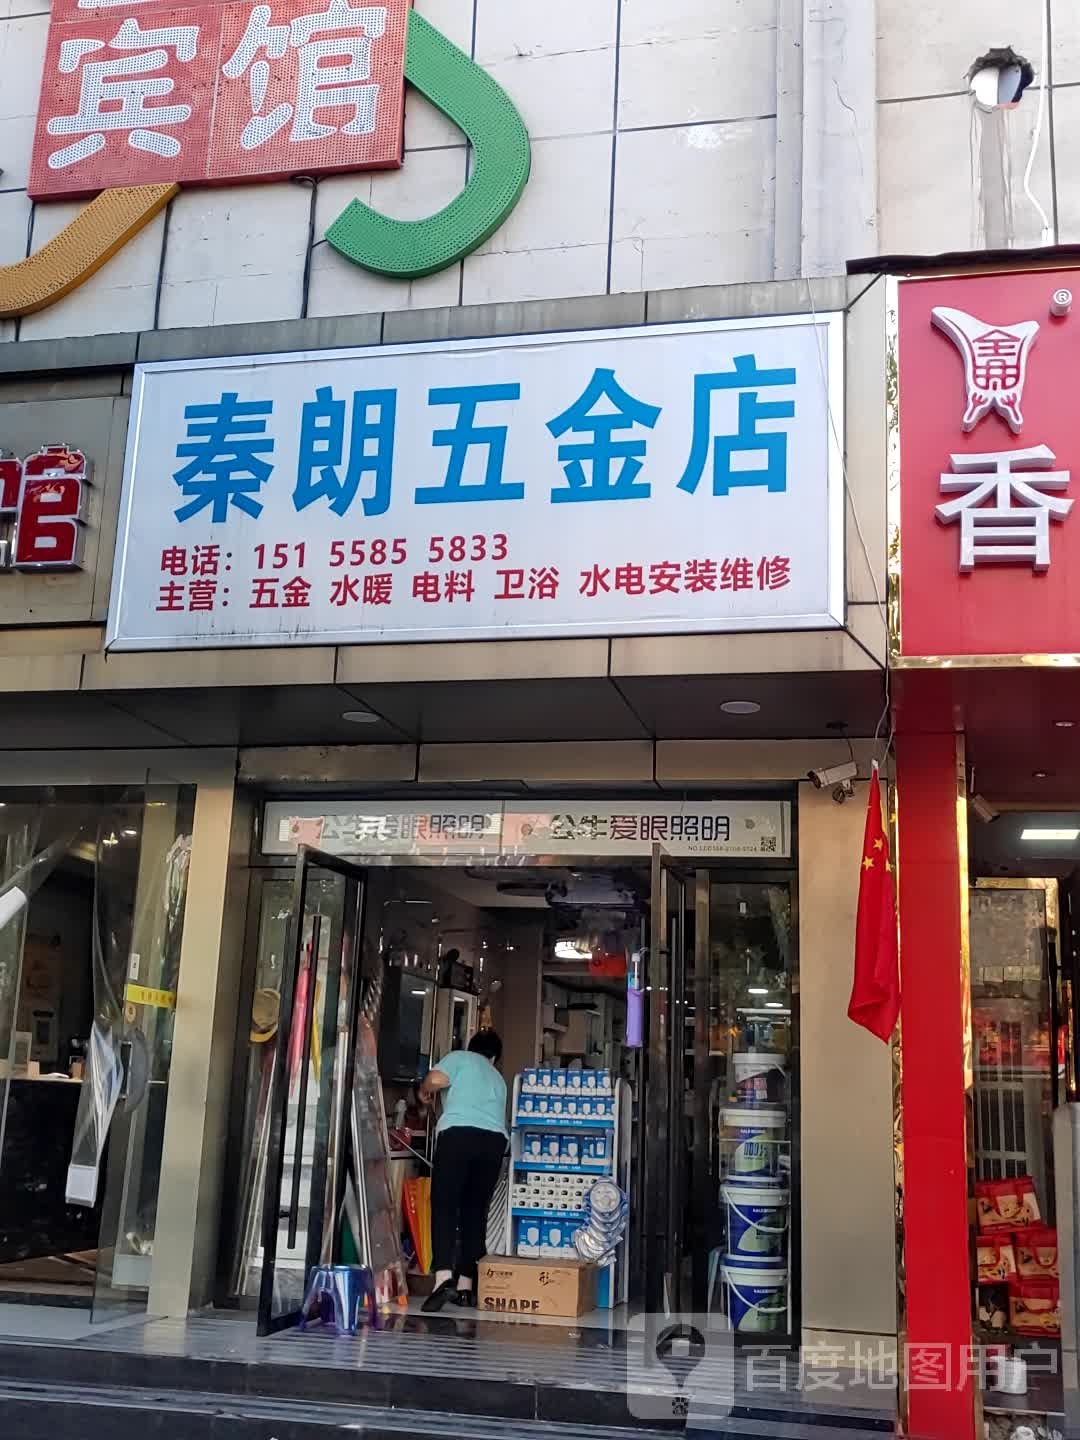 宾馆
馆
®
香
秦朗五金店
电话：151 5585 5833
主营：五金 水暖 电料 卫浴 水电安装维修
公牛爱眼照明 公牛爱眼照明
SHAPE
百度地图用户